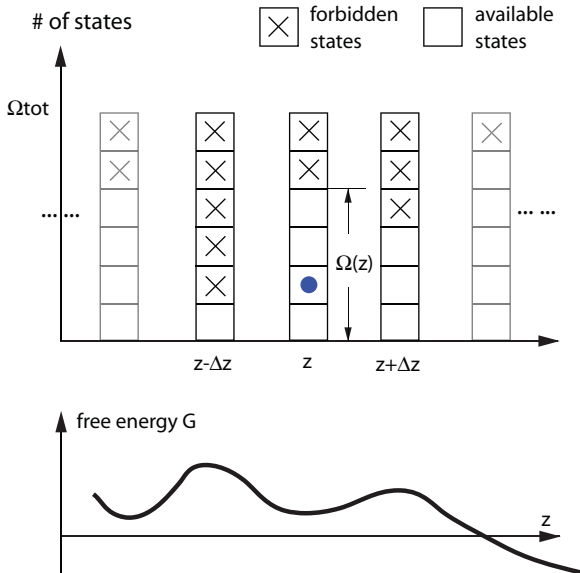 # of states
forbidden
states
available
states
Ωtot
... ...
... ...
Ω(z)
z-Δz
z
z+Δz
free energy G
z